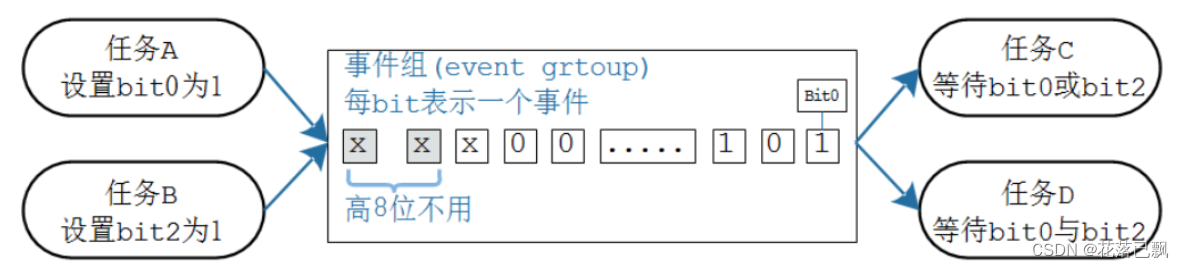 任务A
设置bit0为1
任务B
设置bit2为1
事件组(event grtoup)
每bit表示一个事件
Bit0
x x x 0 0 ..... 1 0 1
高8位不用
任务C
等待bit0或bit2
任务D
等待bit0与bit2
CSDN @花落已飘